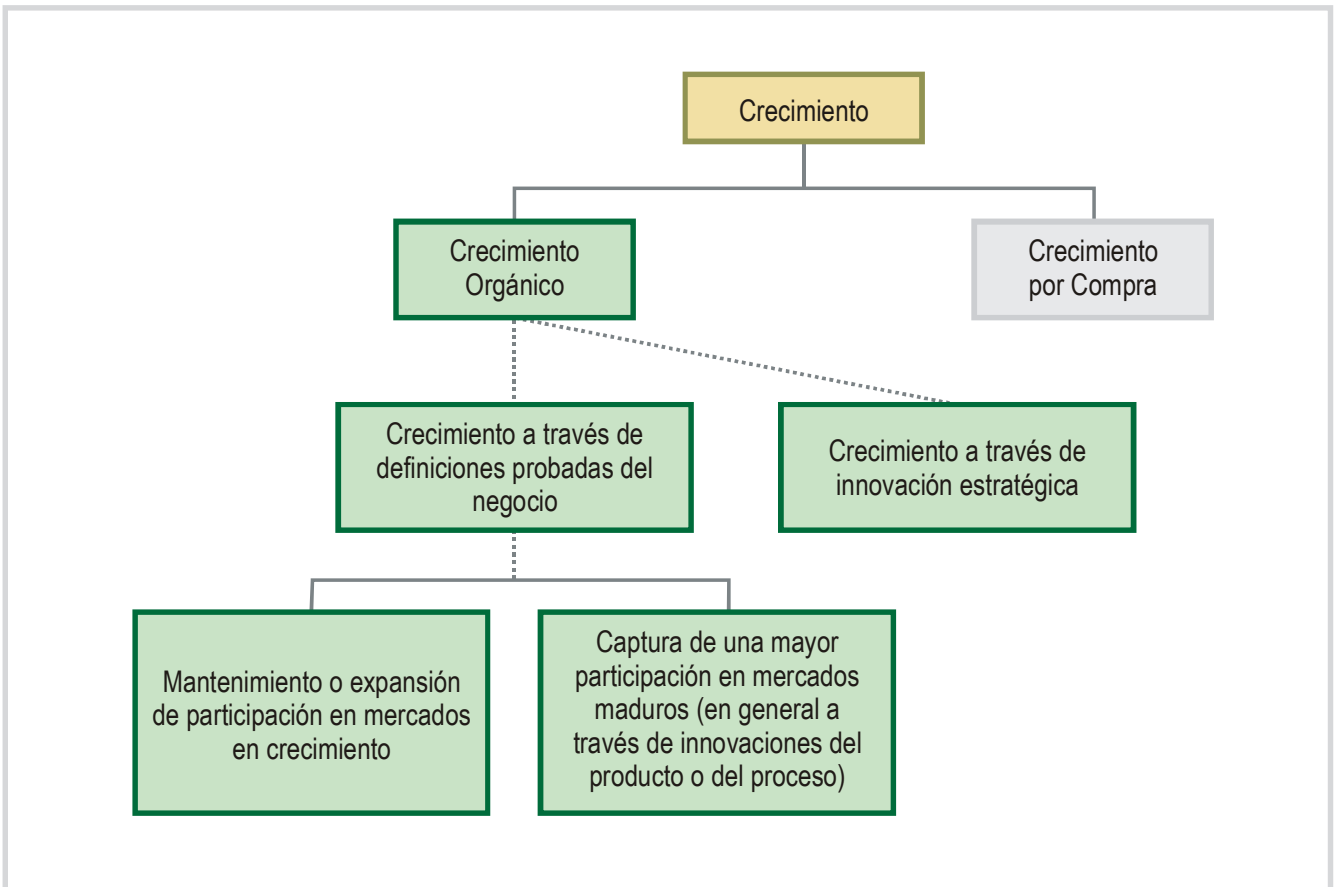 Crecimiento
Crecimiento
Orgánico
Crecimiento
por Compra
Crecimiento a través de
definiciones probadas del
negocio
Crecimiento a través de
innovación estratégica
Mantenimiento o expansión
de participación en mercados
en crecimiento
Captura de una mayor
participación en mercados
maduros (en general a
través de innovaciones del
producto o del proceso)